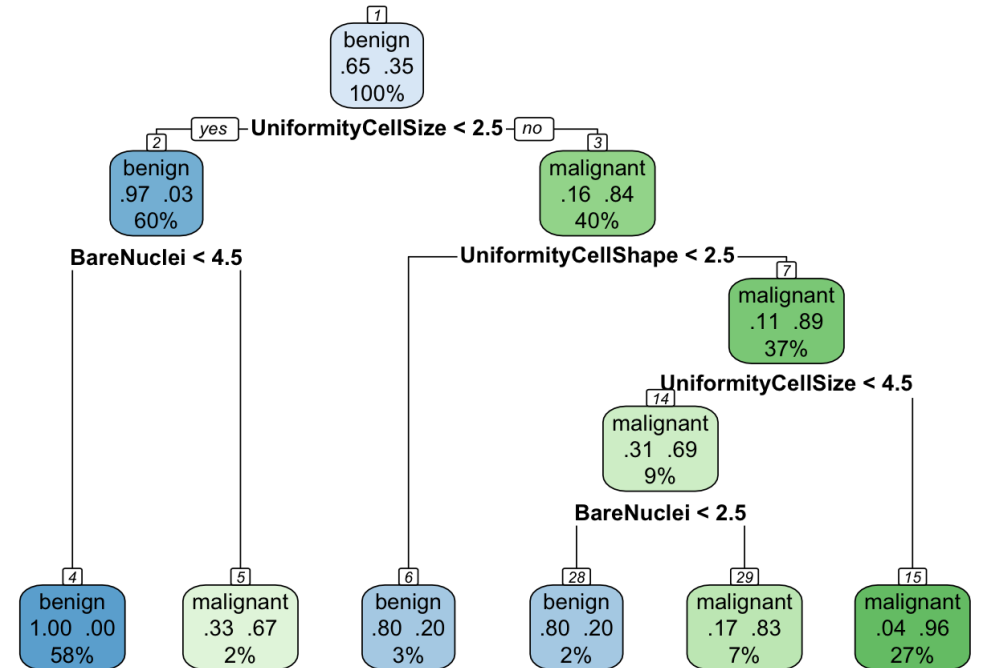 1
benign
.65 .35
100%
yes UniformityCellSize < 2.5 no
2
benign
.97 .03
60%
3
malignant
.16 .84
40%
BareNuclei < 4.5
UniformityCellShape < 2.5
7
malignant
.11 .89
37%
UniformityCellSize < 4.5
14
malignant
.31 .69
9%
BareNuclei < 2.5
4
benign
1.00 .00
58%
5
malignant
.33 .67
2%
6
benign
.80 .20
3%
28
benign
.80 .20
2%
29
malignant
.17 .83
7%
15
malignant
.04 .96
27%